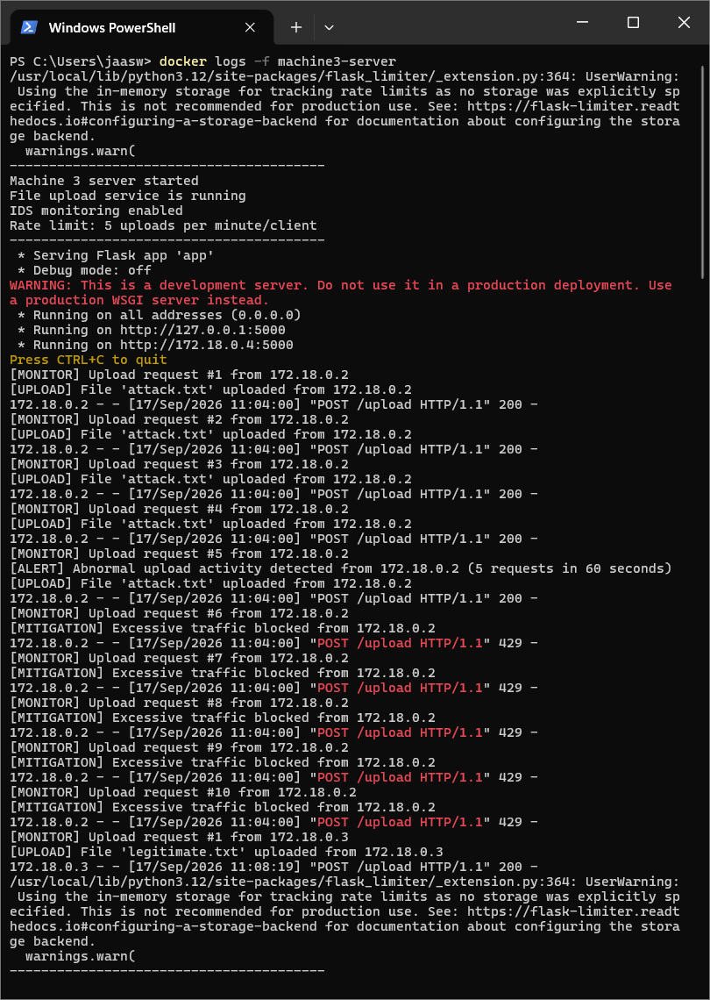 Windows PowerShell
PS C:\Users\jaasw> docker logs -f machine3-server
/usr/local/lib/python3.12/site-packages/flask_limiter/_extension.py:364: UserWarning:
 Using the in-memory storage for tracking rate limits as no storage was explicitly sp
ecified. This is not recommended for production use. See: https://flask-limiter.readt
hedocs.io#configuring-a-storage-backend for documentation about configuring the stora
ge backend.
  warnings.warn(
----------------------------------------
Machine 3 server started
File upload service is running
IDS monitoring enabled
Rate limit: 5 uploads per minute/client
----------------------------------------
 * Serving Flask app 'app'
 * Debug mode: off
WARNING: This is a development server. Do not use it in a production deployment. Use
a production WSGI server instead.
 * Running on all addresses (0.0.0.0)
 * Running on http://127.0.0.1:5000
 * Running on http://172.18.0.4:5000
Press CTRL+C to quit
[MONITOR] Upload request #1 from 172.18.0.2
[UPLOAD] File 'attack.txt' uploaded from 172.18.0.2
172.18.0.2 - - [17/Sep/2026 11:04:00] "POST /upload HTTP/1.1" 200 -
[MONITOR] Upload request #2 from 172.18.0.2
[UPLOAD] File 'attack.txt' uploaded from 172.18.0.2
172.18.0.2 - - [17/Sep/2026 11:04:00] "POST /upload HTTP/1.1" 200 -
[MONITOR] Upload request #3 from 172.18.0.2
[UPLOAD] File 'attack.txt' uploaded from 172.18.0.2
172.18.0.2 - - [17/Sep/2026 11:04:00] "POST /upload HTTP/1.1" 200 -
[MONITOR] Upload request #4 from 172.18.0.2
[UPLOAD] File 'attack.txt' uploaded from 172.18.0.2
172.18.0.2 - - [17/Sep/2026 11:04:00] "POST /upload HTTP/1.1" 200 -
[MONITOR] Upload request #5 from 172.18.0.2
[ALERT] Abnormal upload activity detected from 172.18.0.2 (5 requests in 60 seconds)
[UPLOAD] File 'attack.txt' uploaded from 172.18.0.2
172.18.0.2 - - [17/Sep/2026 11:04:00] "POST /upload HTTP/1.1" 200 -
[MONITOR] Upload request #6 from 172.18.0.2
[MITIGATION] Excessive traffic blocked from 172.18.0.2
172.18.0.2 - - [17/Sep/2026 11:04:00] "POST /upload HTTP/1.1" 429 -
[MONITOR] Upload request #7 from 172.18.0.2
[MITIGATION] Excessive traffic blocked from 172.18.0.2
172.18.0.2 - - [17/Sep/2026 11:04:00] "POST /upload HTTP/1.1" 429 -
[MONITOR] Upload request #8 from 172.18.0.2
[MITIGATION] Excessive traffic blocked from 172.18.0.2
172.18.0.2 - - [17/Sep/2026 11:04:00] "POST /upload HTTP/1.1" 429 -
[MONITOR] Upload request #9 from 172.18.0.2
[MITIGATION] Excessive traffic blocked from 172.18.0.2
172.18.0.2 - - [17/Sep/2026 11:04:00] "POST /upload HTTP/1.1" 429 -
[MONITOR] Upload request #10 from 172.18.0.2
[MITIGATION] Excessive traffic blocked from 172.18.0.2
172.18.0.2 - - [17/Sep/2026 11:04:00] "POST /upload HTTP/1.1" 429 -
[MONITOR] Upload request #1 from 172.18.0.3
[UPLOAD] File 'legitimate.txt' uploaded from 172.18.0.3
172.18.0.3 - - [17/Sep/2026 11:08:19] "POST /upload HTTP/1.1" 200 -
/usr/local/lib/python3.12/site-packages/flask_limiter/_extension.py:364: UserWarning:
 Using the in-memory storage for tracking rate limits as no storage was explicitly sp
ecified. This is not recommended for production use. See: https://flask-limiter.readt
hedocs.io#configuring-a-storage-backend for documentation about configuring the stora
ge backend.
  warnings.warn(
----------------------------------------